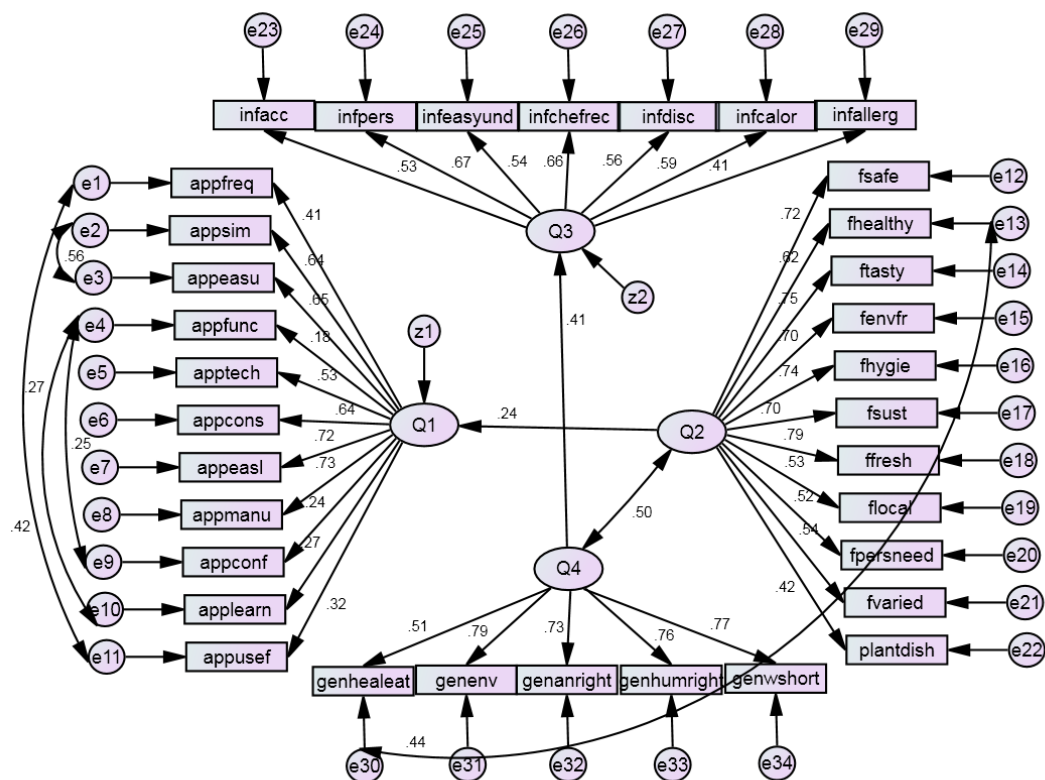 e23 e24 e25 e26 e27 e28 e29
infacc infpers infeasyund infchefrec infdisc infcalor infallerg
.53 .67 .54 .66 .56 .59 .41
Q3
z2
.41
e1 appfreq
e2 appsim
e3 appeasu
e4 appfunc
e5 apptech
e6 appcons
e7 appeasl
e8 appmanu
e9 appconf
e10 applearn
e11 appusef
.56
.27
.25
.42
.41
.64
.65
.18
.53
.64
.72
.73
.24
.27
.32
z1
Q1
.24
Q2
.50
Q4
.72
.62
.75
.70
.74
.70
.79
.53
.52
.54
.42
fsafe e12
fhealthy e13
ftasty e14
fenvfr e15
fhygie e16
fsust e17
ffresh e18
flocal e19
fpersneed e20
fvaried e21
plantdish e22
.51 .79 .73 .76 .77
genhealeat genenv genanright genhumright genwshort
.44
e30 e31 e32 e33 e34